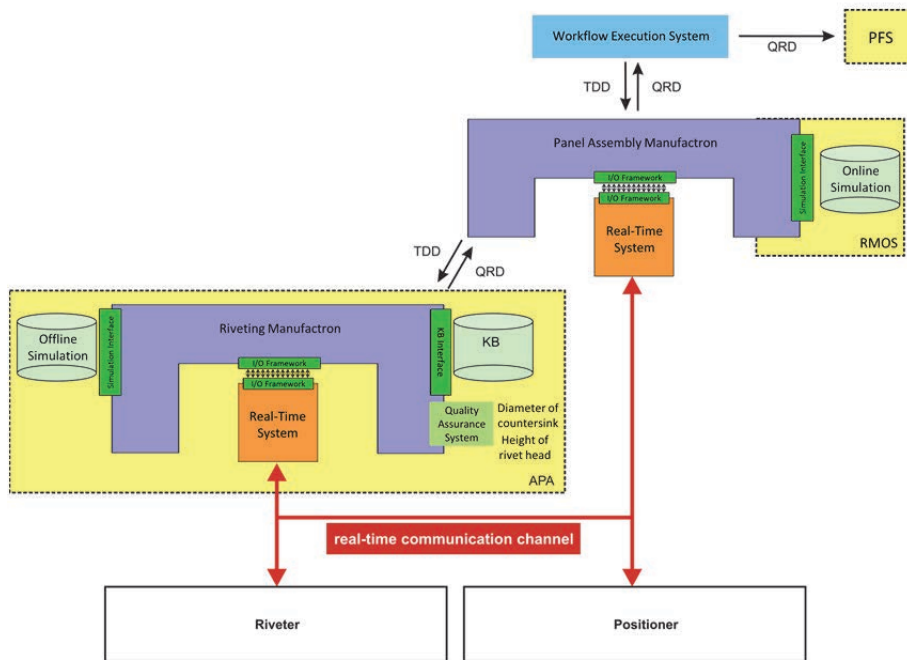 Workflow Execution System
QRD
PFS
TDD
QRD
Panel Assembly Manufactron
I/O Framework
I/O Framework
Real-Time
System
Simulation Interface
Online
Simulation
RMOS
TDD
QRD
Offline
Simulation
Simulation Interface
Riveting Manufactron
I/O Framework
I/O Framework
Real-Time
System
KB Interface
KB
Quality
Assurance
System
Diameter of
countersink
Height of
rivet head
APA
real-time communication channel
Riveter
Positioner